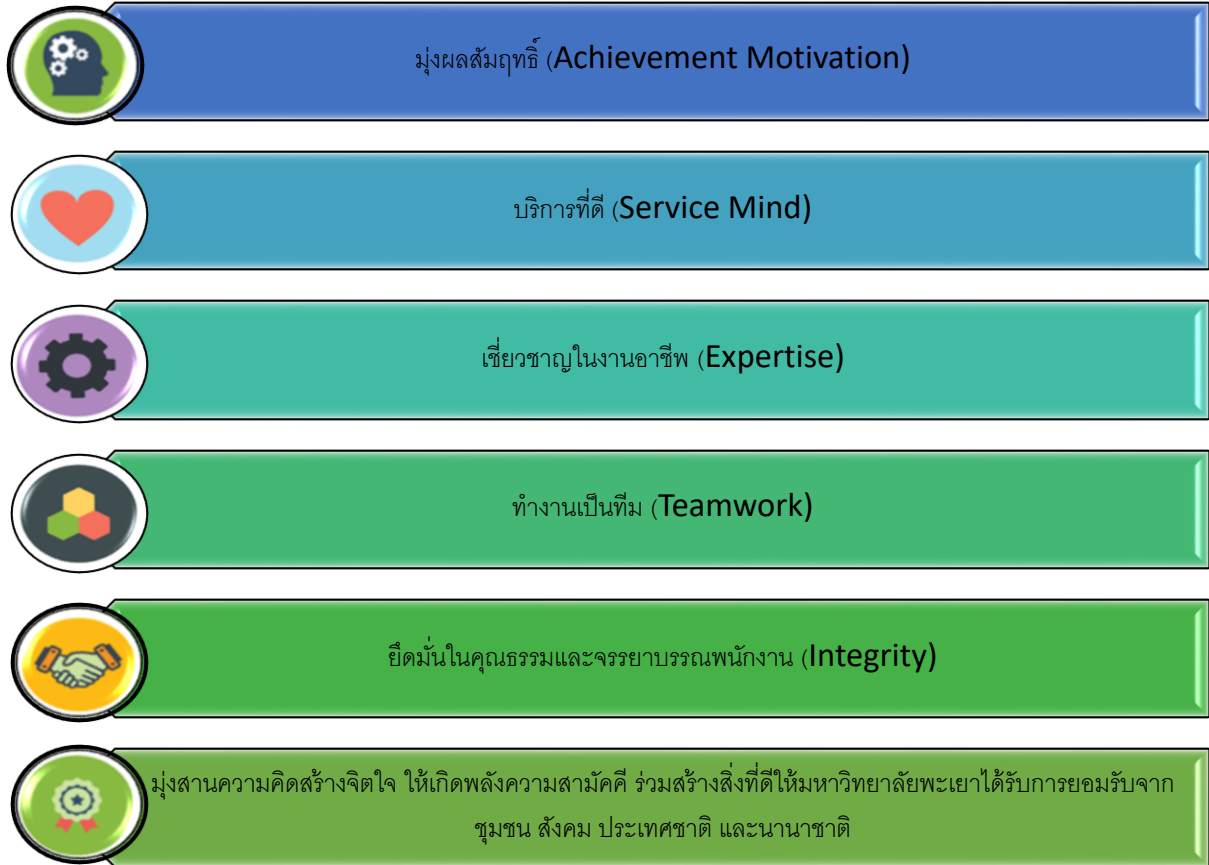 มุ่งผลสัมฤทธิ์ (Achievement Motivation)
บริการที่ดี (Service Mind)
เชี่ยวชาญในงานอาชีพ (Expertise)
ทำงานเป็นทีม (Teamwork)
ยึดมั่นในคุณธรรมและจรรยาบรรณพนักงาน (Integrity)
มุ่งสานความคิดสร้างจิตใจ ให้เกิดพลังความสามัคคี ร่วมสร้างสิ่งที่ดีให้มหาวิทยาลัยพะเยาได้รับการยอมรับจาก
ชุมชน สังคม ประเทศชาติ และนานาชาติ